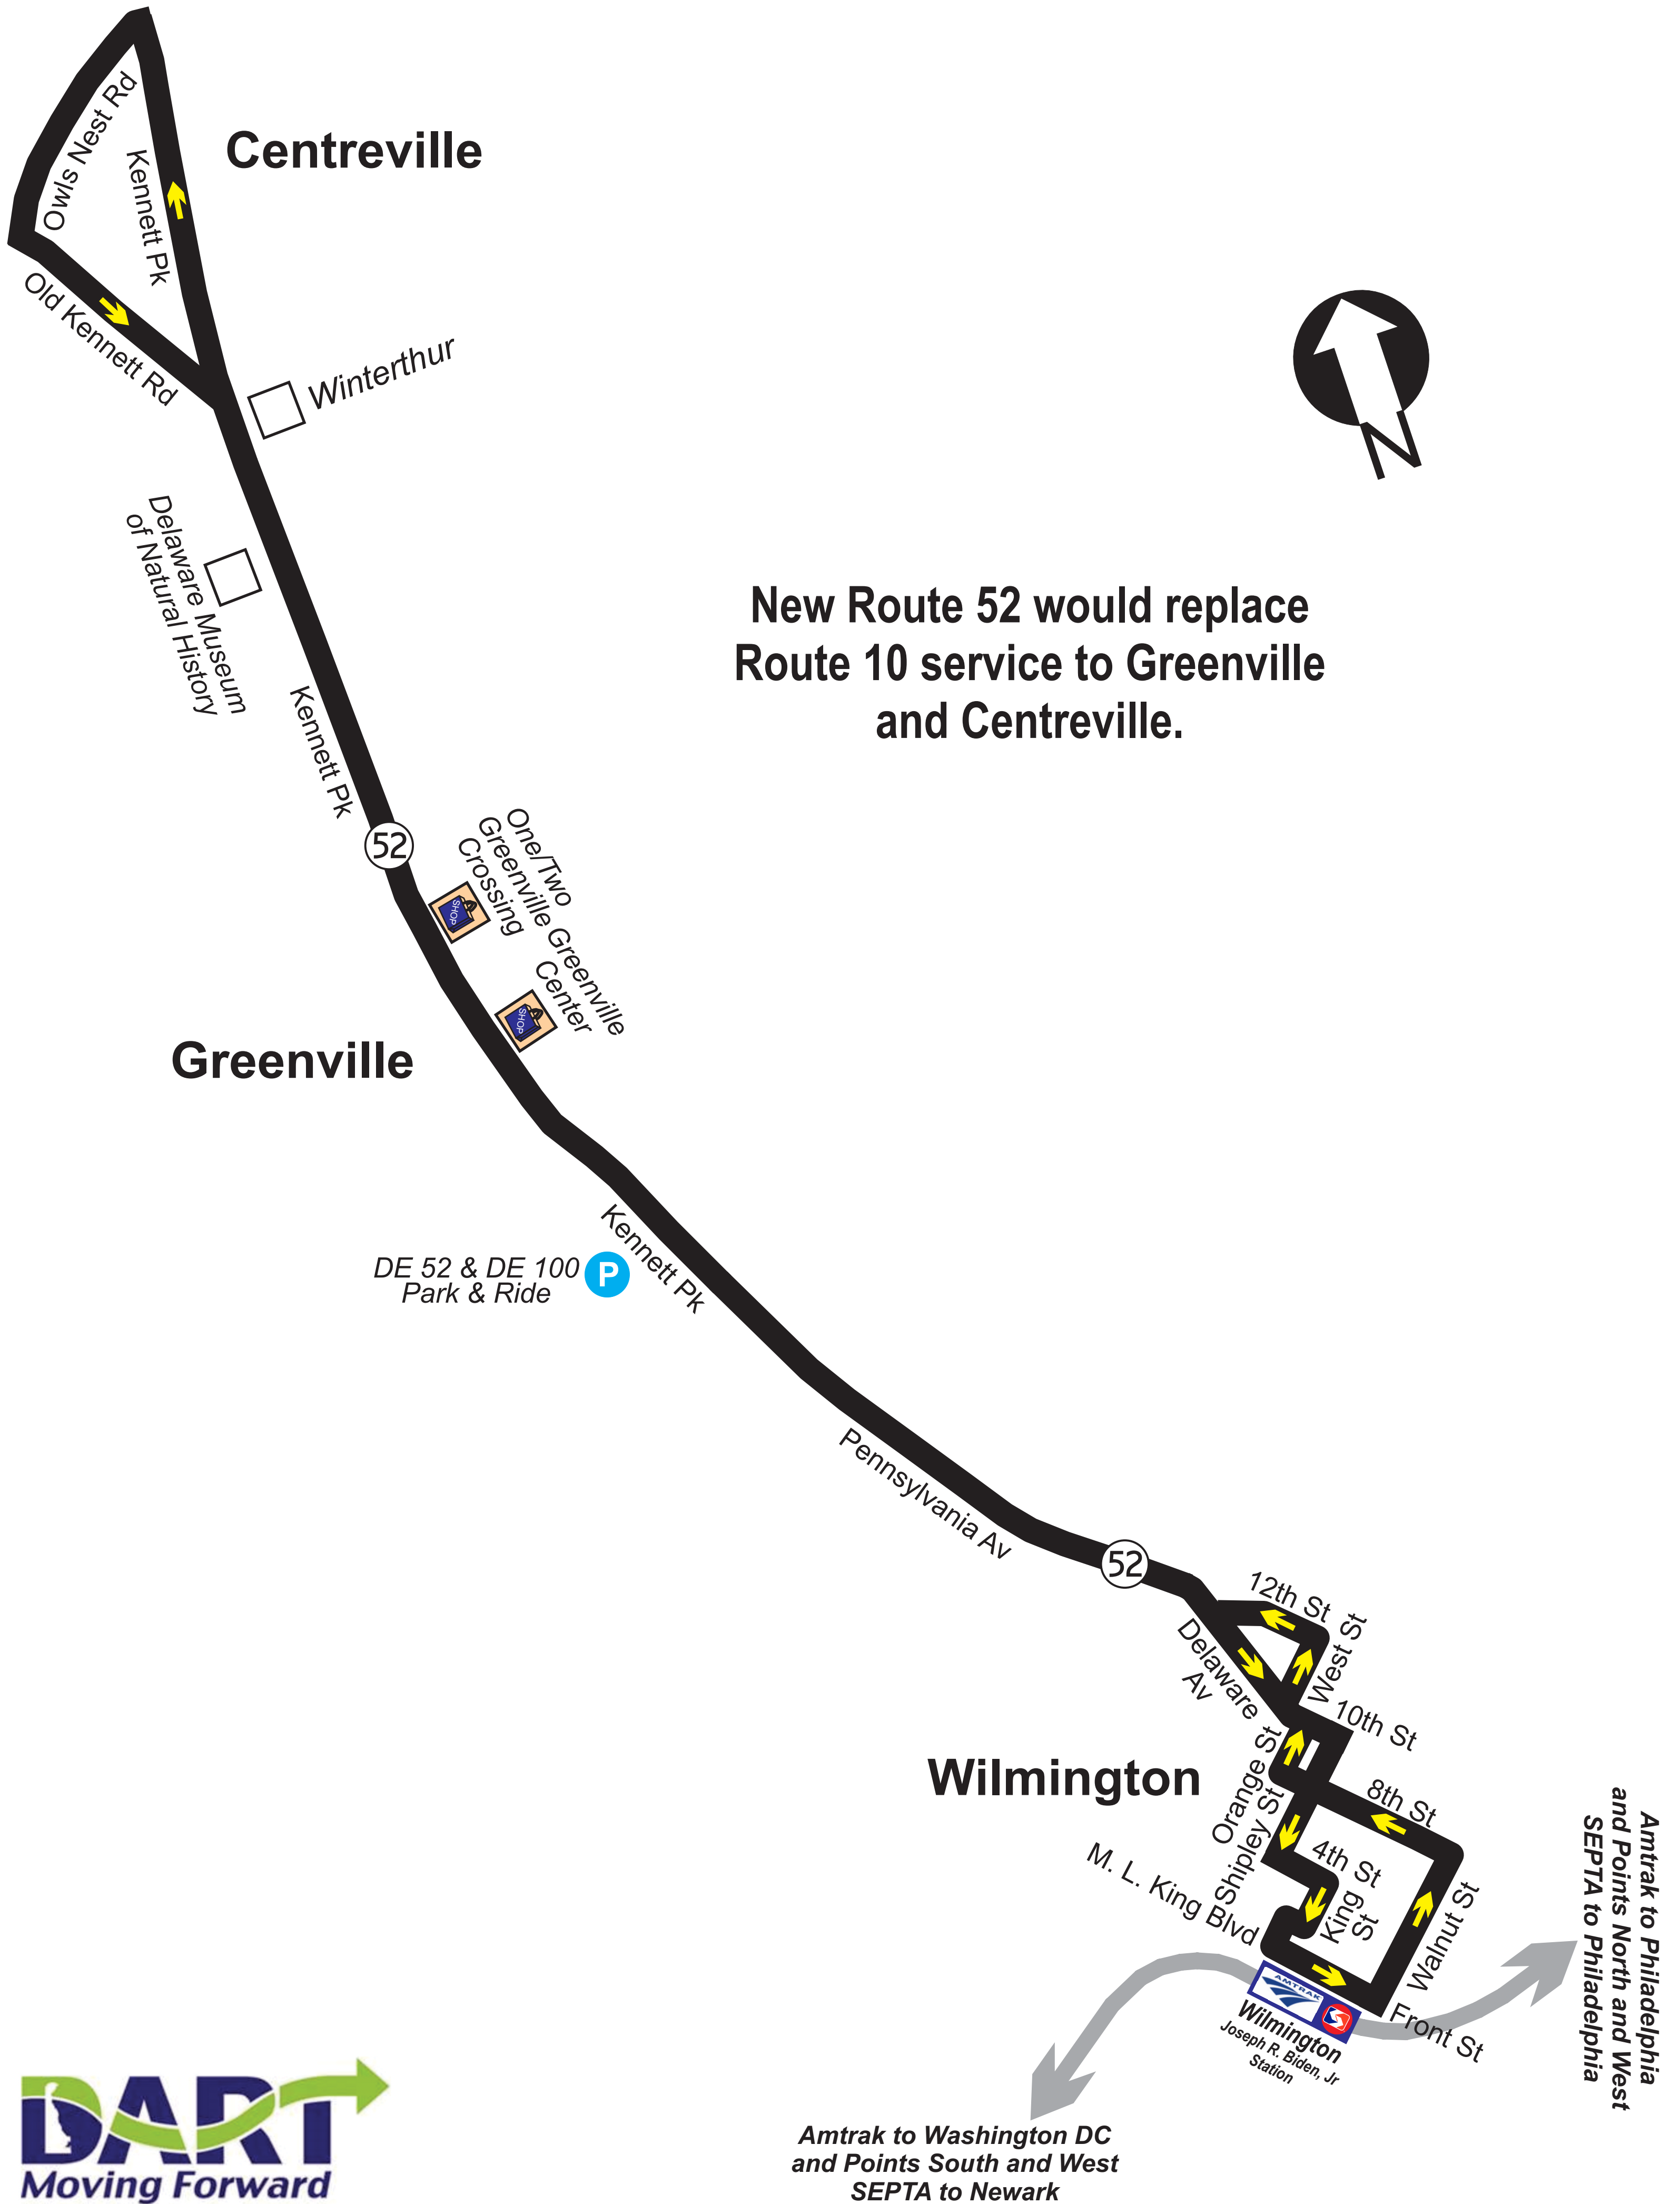 Owls Nest Rd
Kennett Pk
Centreville
Old Kennett Rd
Winterthur
Delaware Museum
of Natural History
New Route 52 would replace
Route 10 service to Greenville
and Centreville.
Kennett Pk
52
One/Two
Greenville
Crossing
SHOP
Greenville
Center
SHOP
Greenville
Kennett Pk
DE 52 & DE 100
Park & Ride
P
Pennsylvania Av
52
12th St
West St
Delaware
Av
10th St
Wilmington
Orange St
Shipley St
8th St
4th St
King
St
M. L. King Blvd
Walnut St
Front St
AMTRAK
Wilmington
Joseph R. Biden, Jr
Station
Amtrak to Philadelphia
and Points North and West
SEPTA to Philadelphia
Amtrak to Washington DC
and Points South and West
SEPTA to Newark
DART
Moving Forward